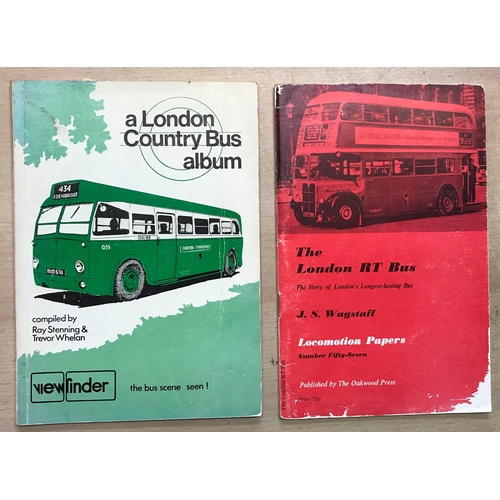 a London
Country Bus
album
434
EDENBRIDGE
Q55
compiled by
Ray Stenning &
Trevor Whelan
viewfinder
the bus scene seen !
The
London RT Bus
The Story of London's Longest-lasting Bus
J. S. Wagstaff
Locomotion Papers
Number Fifty-Seven
Published by The Oakwood Press